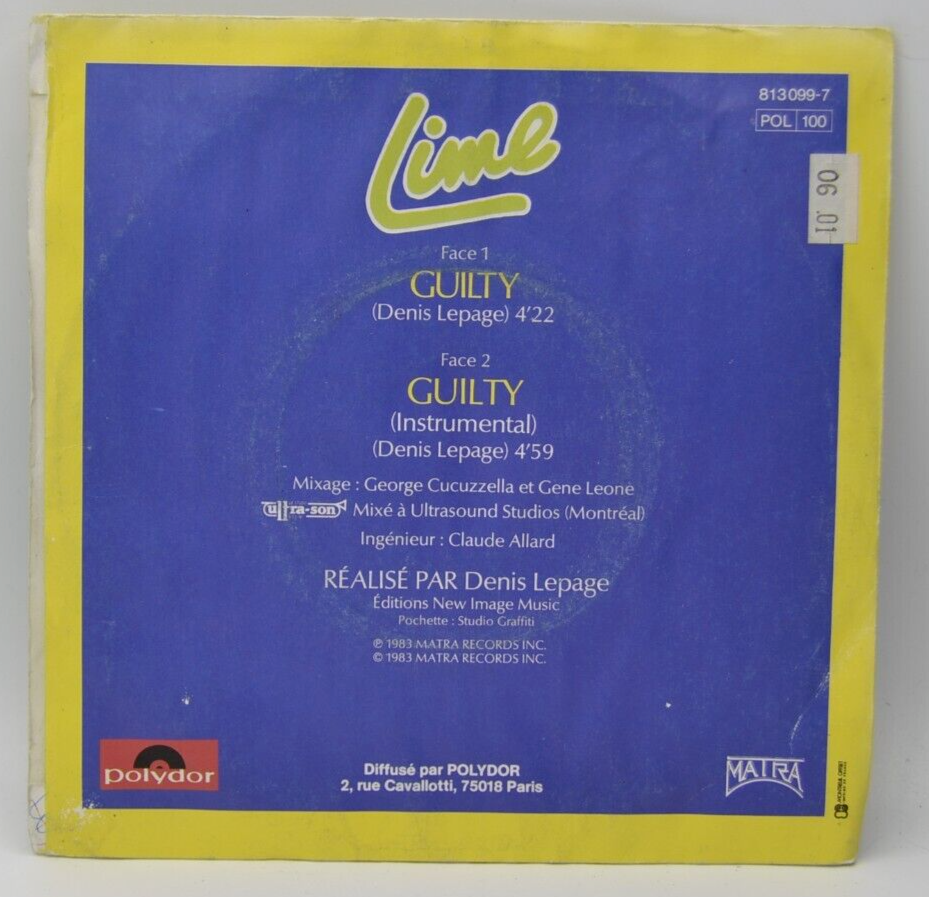 Lime
813099-7
POL 100
10.90
Face 1
GUILTY
(Denis Lepage) 4'22
Face 2
GUILTY
(Instrumental)
(Denis Lepage) 4'59
Mixage : George Cucuzzella et Gene Leone
ultra-son Mixé à Ultrasound Studios (Montréal)
Ingénieur : Claude Allard
RÉALISÉ PAR Denis Lepage
Éditions New Image Music
Pochette : Studio Graffiti
℗ 1983 MATRA RECORDS INC.
© 1983 MATRA RECORDS INC.
polydor
Diffusé par POLYDOR
2, rue Cavallotti, 75018 Paris
MATRA